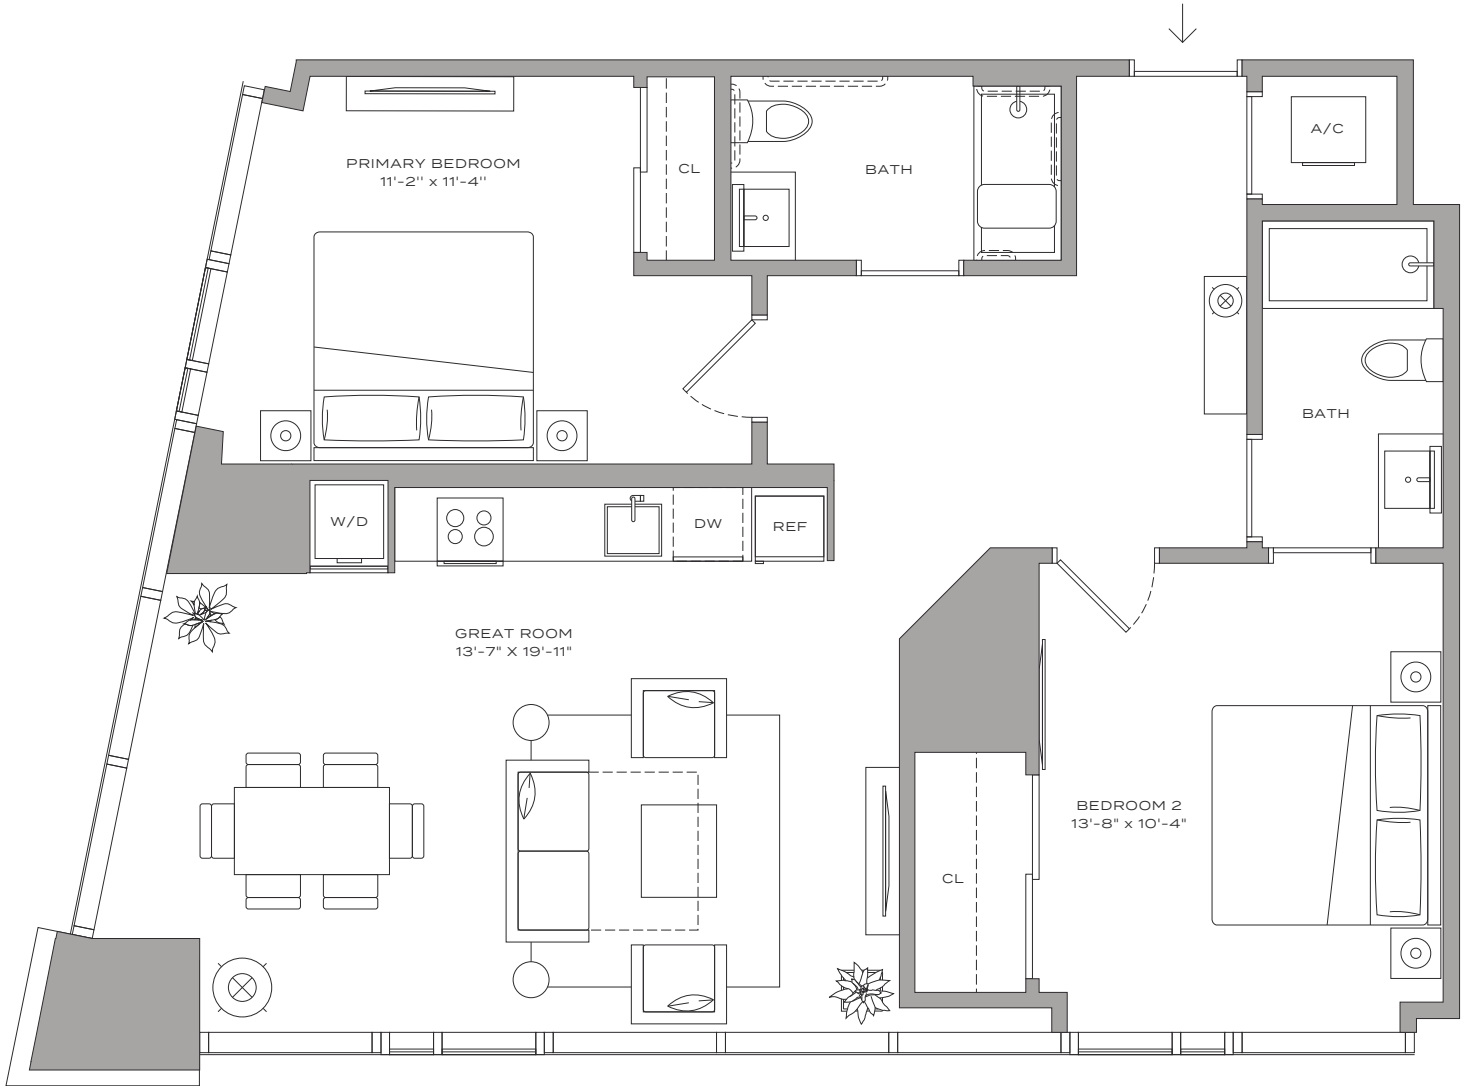 A/C
PRIMARY BEDROOM
11'-2'' x 11'-4''
CL
BATH
BATH
W/D
DW
REF
GREAT ROOM
13'-7" X 19'-11"
BEDROOM 2
13'-8" x 10'-4"
CL